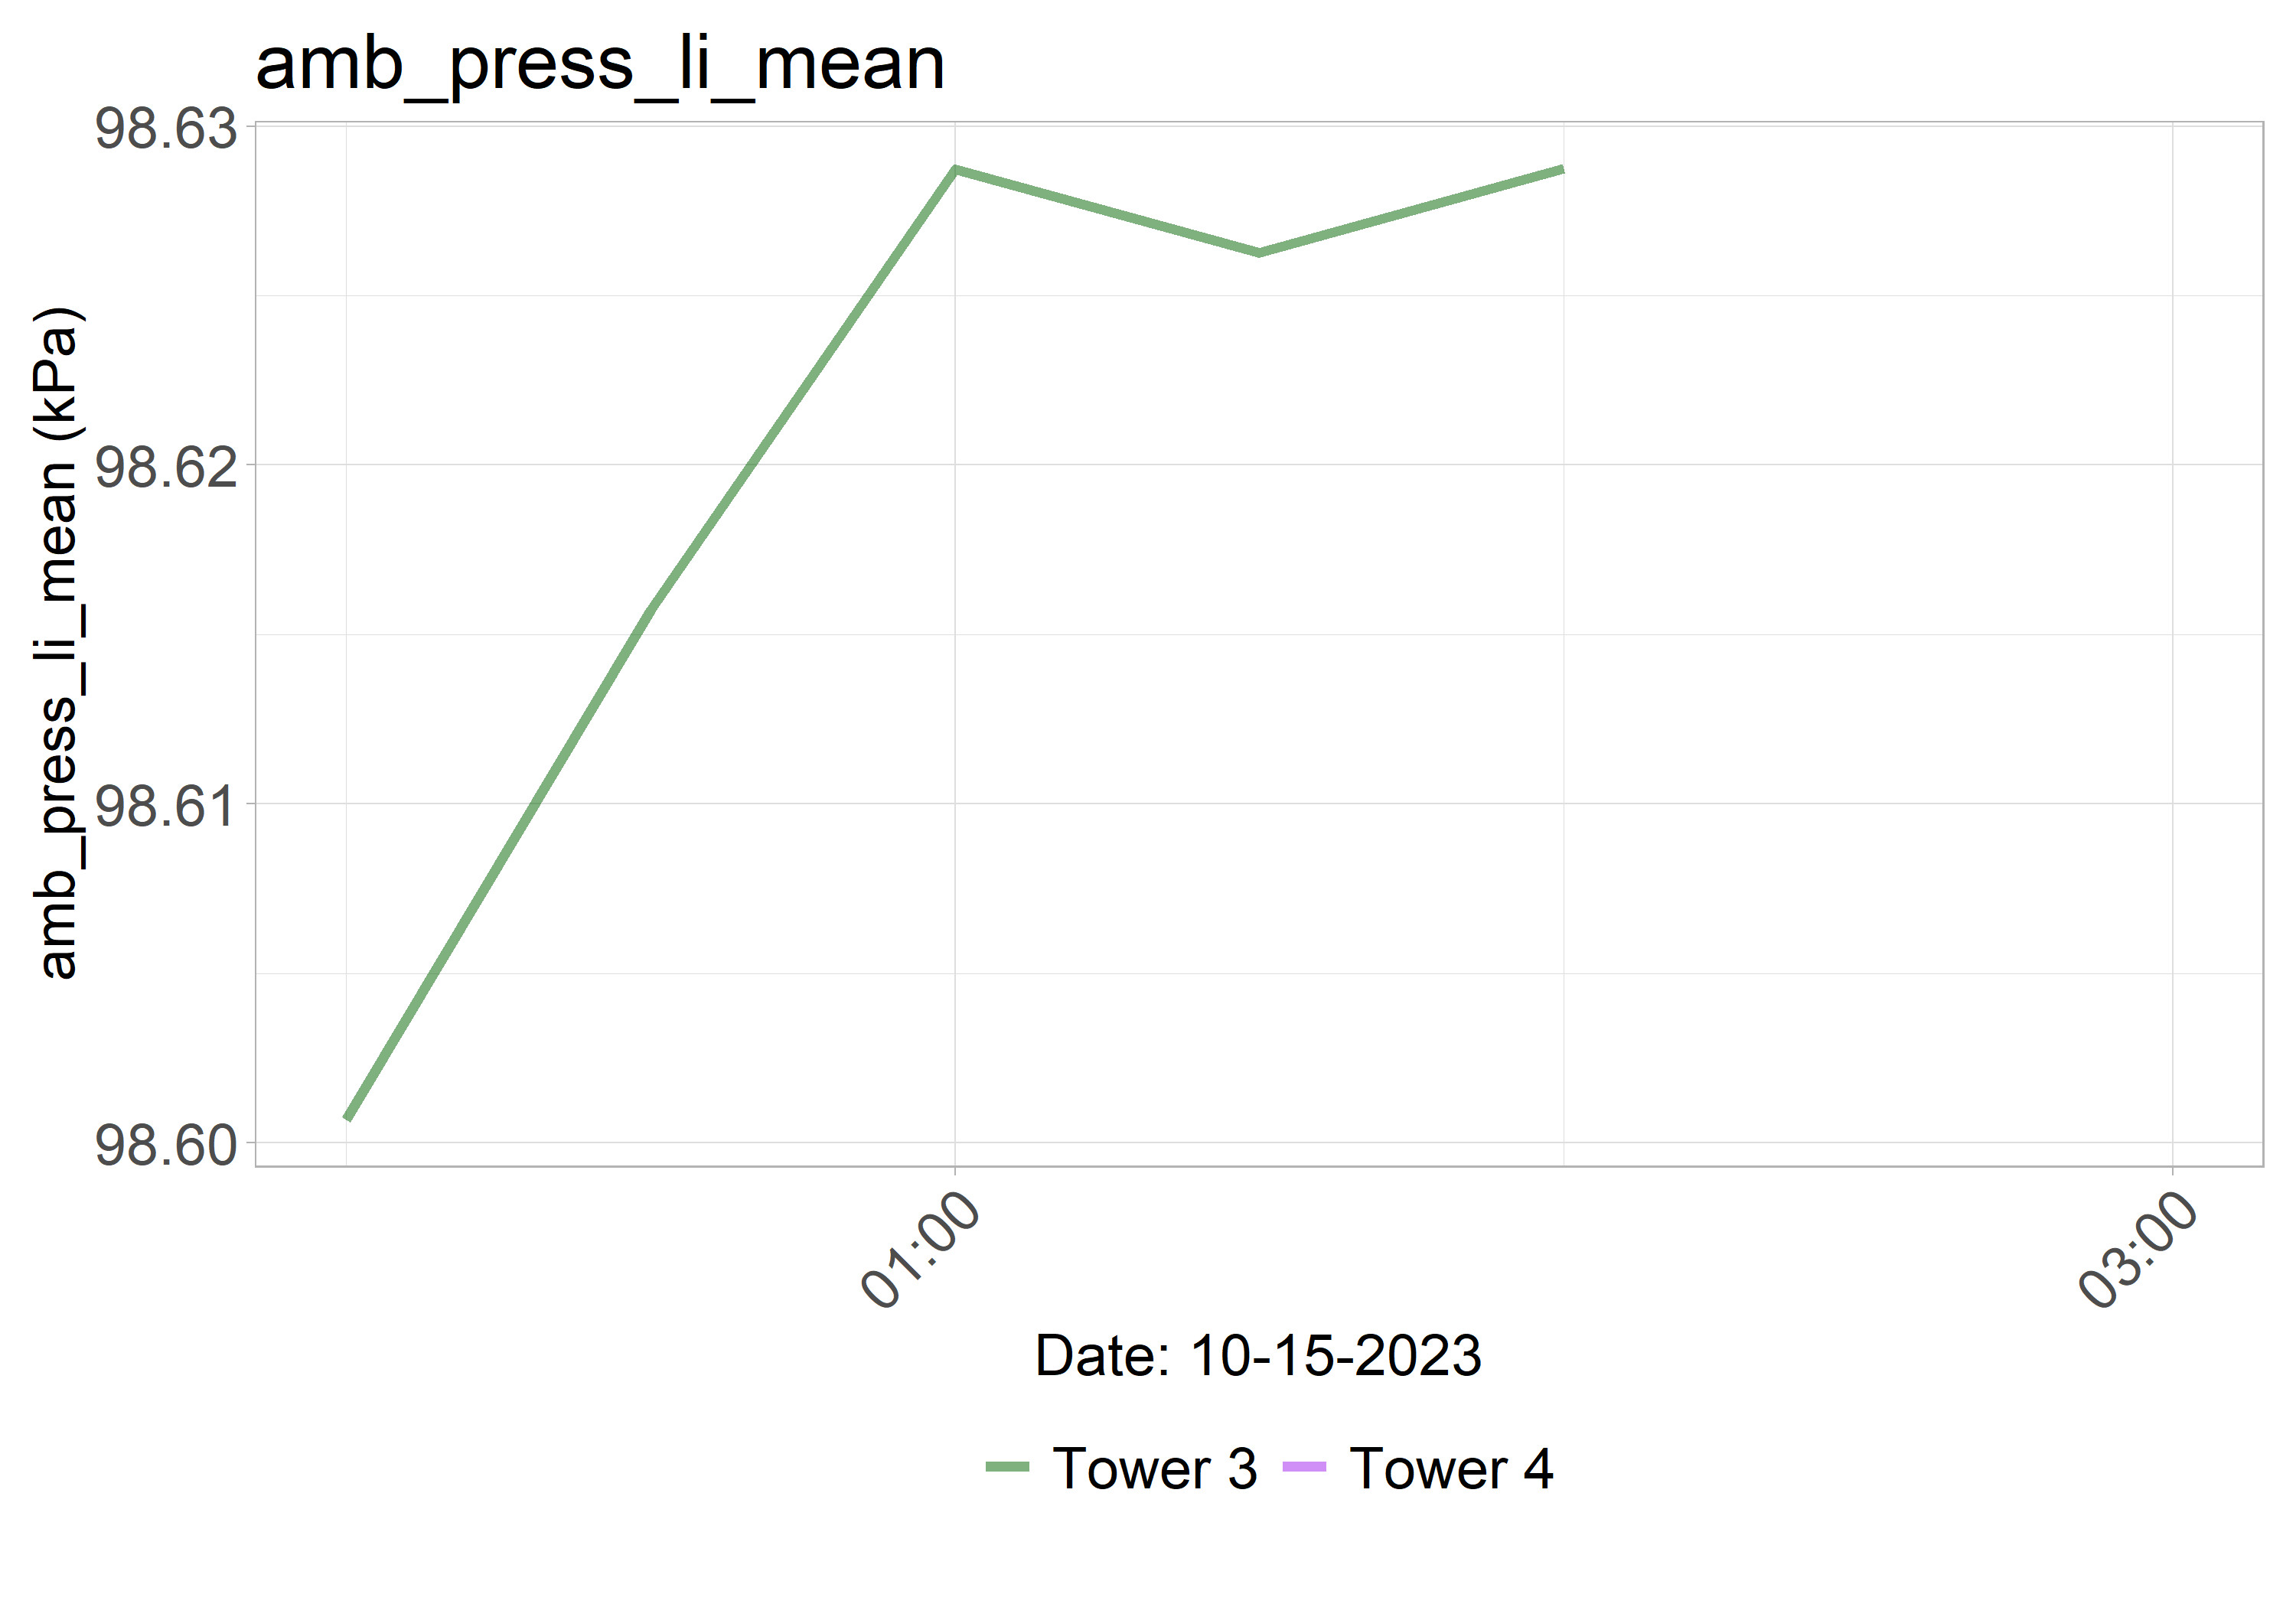 amb_press_li_mean
amb_press_li_mean (kPa)
98.63
98.62
98.61
98.60
01:00
03:00
Date: 10-15-2023
Tower 3
Tower 4